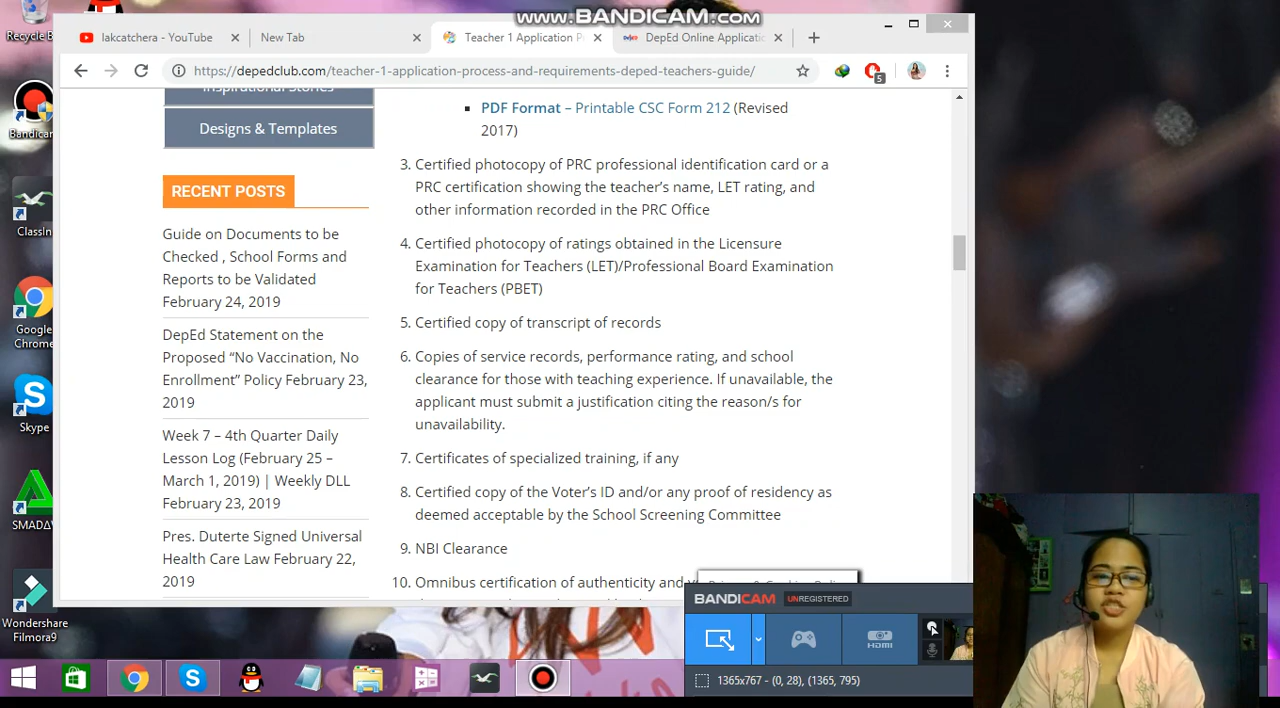 WWW.BANDICAM.COM
Recycle B
lakcatchera - YouTube
New Tab
Teacher 1 Application P
DepEd Online Applicati
https://depedclub.com/teacher-1-application-process-and-requirements-deped-teachers-guide/
5
Inspirational Stories
Designs & Templates
RECENT POSTS
Guide on Documents to be
Checked , School Forms and
Reports to be Validated
February 24, 2019
DepEd Statement on the
Proposed “No Vaccination, No
Enrollment” Policy February 23,
2019
Week 7 – 4th Quarter Daily
Lesson Log (February 25 –
March 1, 2019) | Weekly DLL
February 23, 2019
Pres. Duterte Signed Universal
Health Care Law February 22,
2019
PDF Format – Printable CSC Form 212 (Revised
2017)
3. Certified photocopy of PRC professional identification card or a
PRC certification showing the teacher’s name, LET rating, and
other information recorded in the PRC Office
4. Certified photocopy of ratings obtained in the Licensure
Examination for Teachers (LET)/Professional Board Examination
for Teachers (PBET)
5. Certified copy of transcript of records
6. Copies of service records, performance rating, and school
clearance for those with teaching experience. If unavailable, the
applicant must submit a justification citing the reason/s for
unavailability.
7. Certificates of specialized training, if any
8. Certified copy of the Voter’s ID and/or any proof of residency as
deemed acceptable by the School Screening Committee
9. NBI Clearance
10. Omnibus certification of authenticity and
Bandicam
ClassIn
Google
Chrome
Skype
SMADAV
Wondershare
Filmora9
BANDICAM UNREGISTERED
HDMI
1365x767 - (0, 28), (1365, 795)